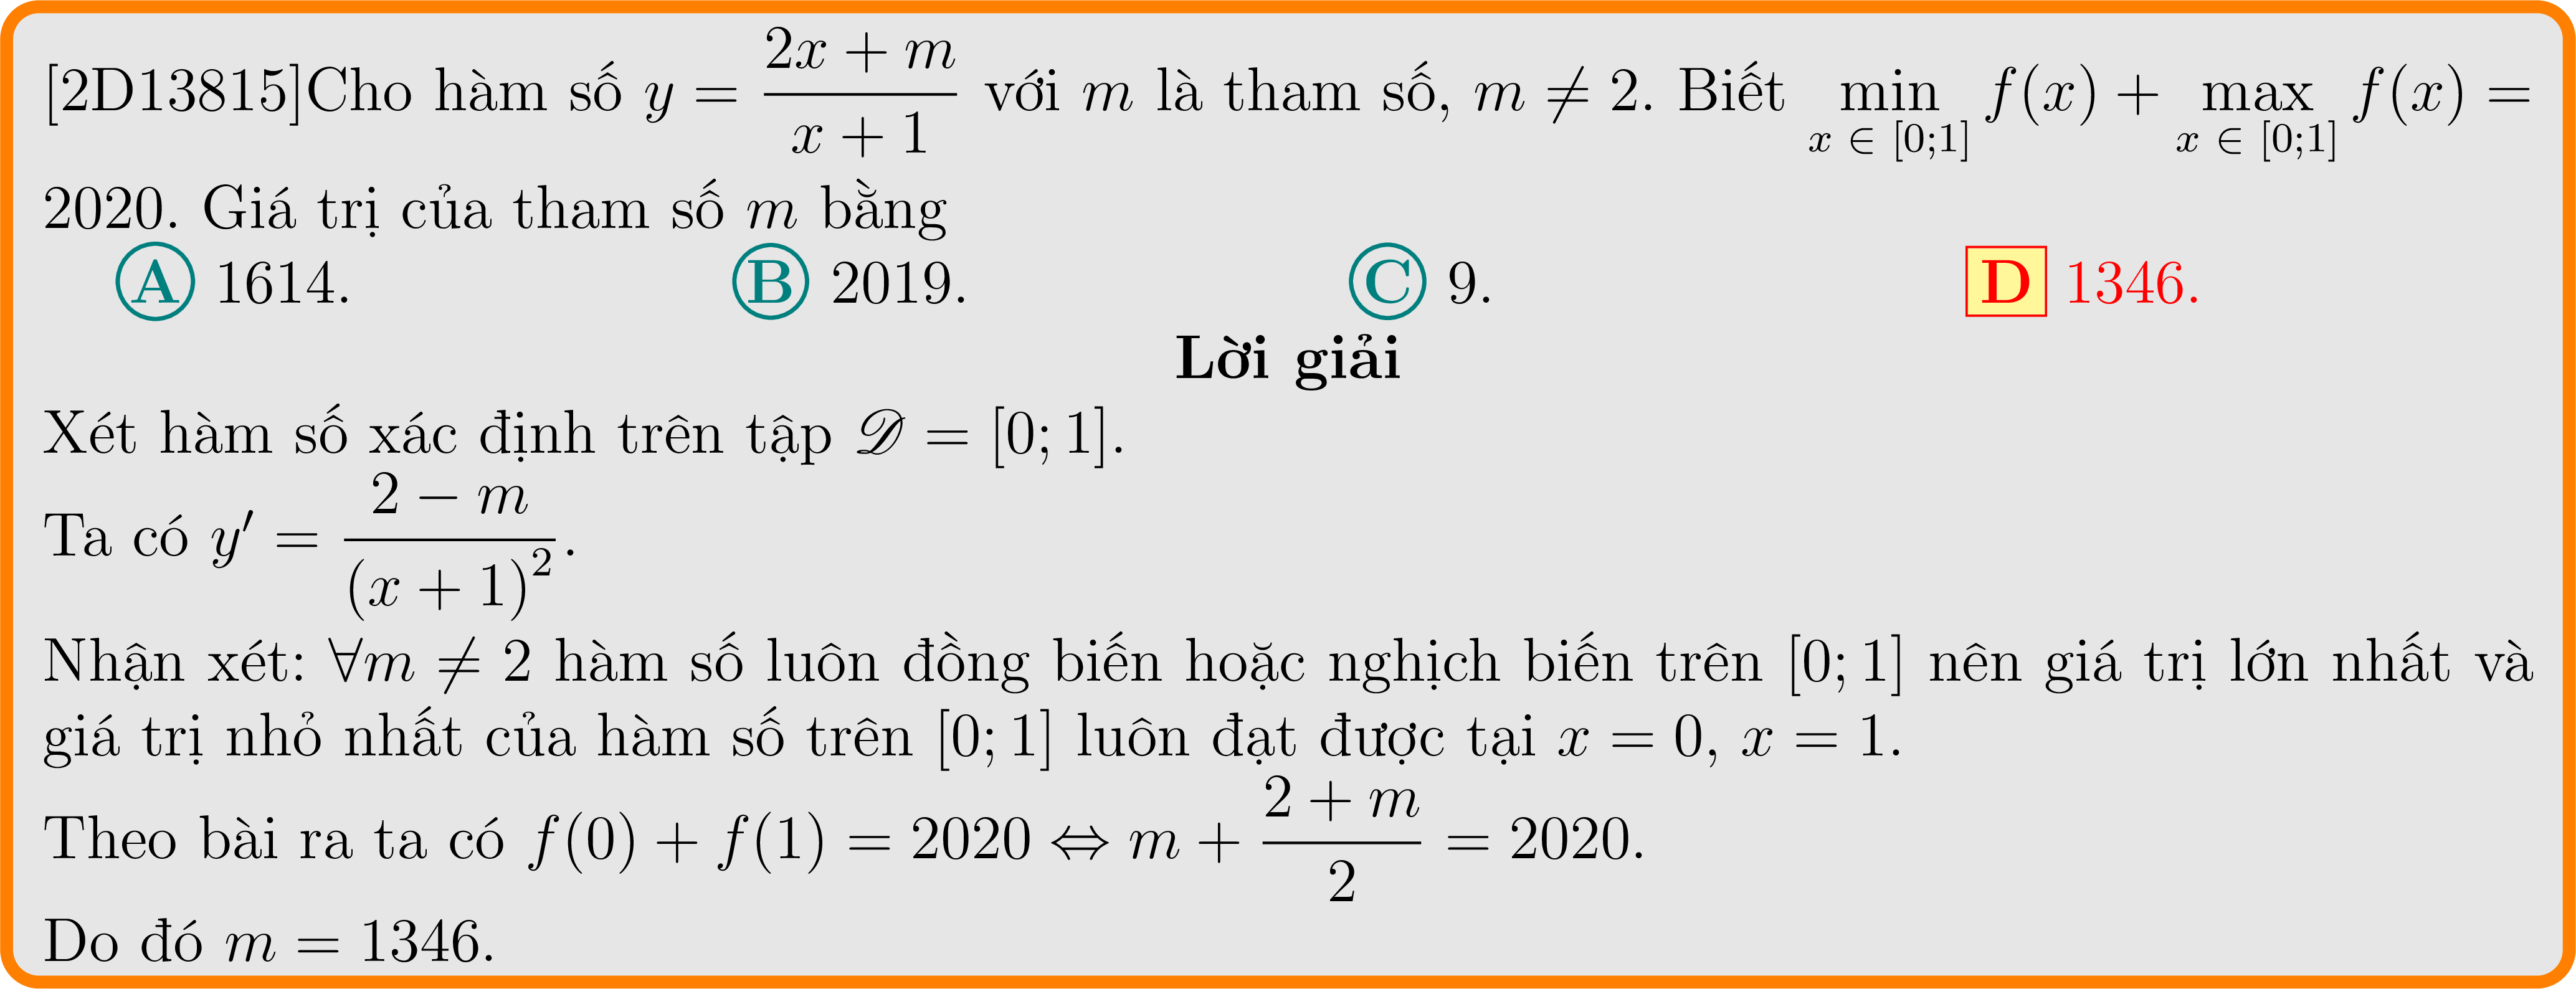 [2D13815]Cho hàm số $y = \dfrac{2x + m}{x + 1}$ với $m$ là tham số, $m \neq 2$. Biết $\min\limits_{x \in [0;1]} f(x) + \max\limits_{x \in [0;1]} f(x) =$
2020. Giá trị của tham số $m$ bằng
A 1614. B 2019. C 9. D 1346.
Lời giải
Xét hàm số xác định trên tập $\mathscr{D} = [0; 1]$.
Ta có $y' = \dfrac{2 - m}{(x + 1)^2}$.
Nhận xét: $\forall m \neq 2$ hàm số luôn đồng biến hoặc nghịch biến trên $[0; 1]$ nên giá trị lớn nhất và
giá trị nhỏ nhất của hàm số trên $[0; 1]$ luôn đạt được tại $x = 0$, $x = 1$.
Theo bài ra ta có $f(0) + f(1) = 2020 \Leftrightarrow m + \dfrac{2 + m}{2} = 2020$.
Do đó $m = 1346$.